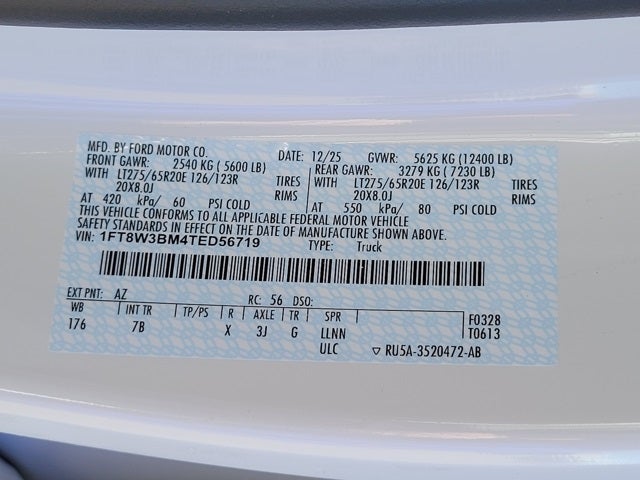 MFD. BY FORD MOTOR CO. DATE: 12/25 GVWR: 5625 KG (12400 LB)
FRONT GAWR: 2540 KG ( 5600 LB) REAR GAWR: 3279 KG ( 7230 LB)
WITH LT275/65R20E 126/123R TIRES WITH LT275/65R20E 126/123R TIRES
20X8.0J RIMS 20X8.0J RIMS
AT 420 kPa/ 60 PSI COLD AT 550 kPa/ 80 PSI COLD
THIS VEHICLE CONFORMS TO ALL APPLICABLE FEDERAL MOTOR VEHICLE
SAFETY STANDARDS IN EFFECT ON THE DATE OF MANUFACTURE SHOWN ABOVE.
VIN: 1FT8W3BM4TED56719 TYPE: Truck
EXT PNT: AZ RC: 56 DSO:
WB INT TR TP/PS R AXLE TR SPR F0328
176 7B X 3J G LLNN T0613
ULC ▽ RU5A-3520472-AB